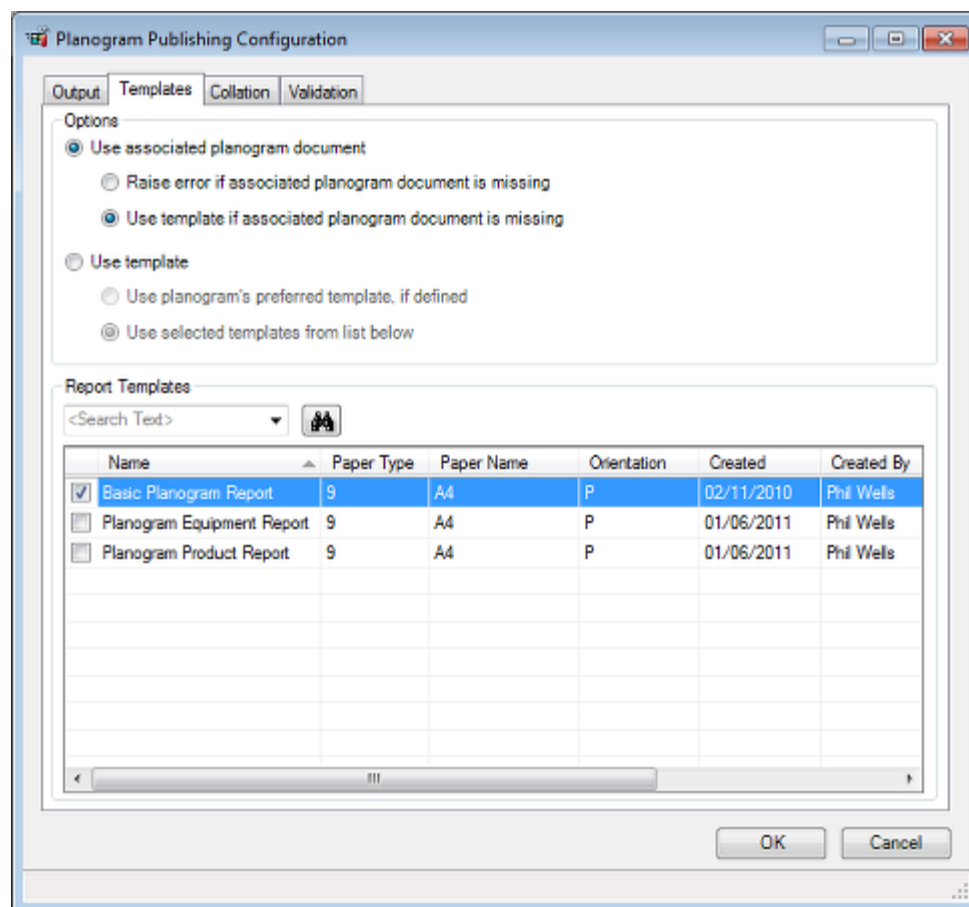 Planogram Publishing Configuration
Output Templates Collation Validation
Options
Use associated planogram document
Raise error if associated planogram document is missing
Use template if associated planogram document is missing
Use template
Use planogram's preferred template, if defined
Use selected templates from list below
Report Templates
<Search Text>
Name Paper Type Paper Name Orientation Created Created By
Basic Planogram Report 9 A4 P 02/11/2010 Phil Wells
Planogram Equipment Report 9 A4 P 01/06/2011 Phil Wells
Planogram Product Report 9 A4 P 01/06/2011 Phil Wells
OK Cancel